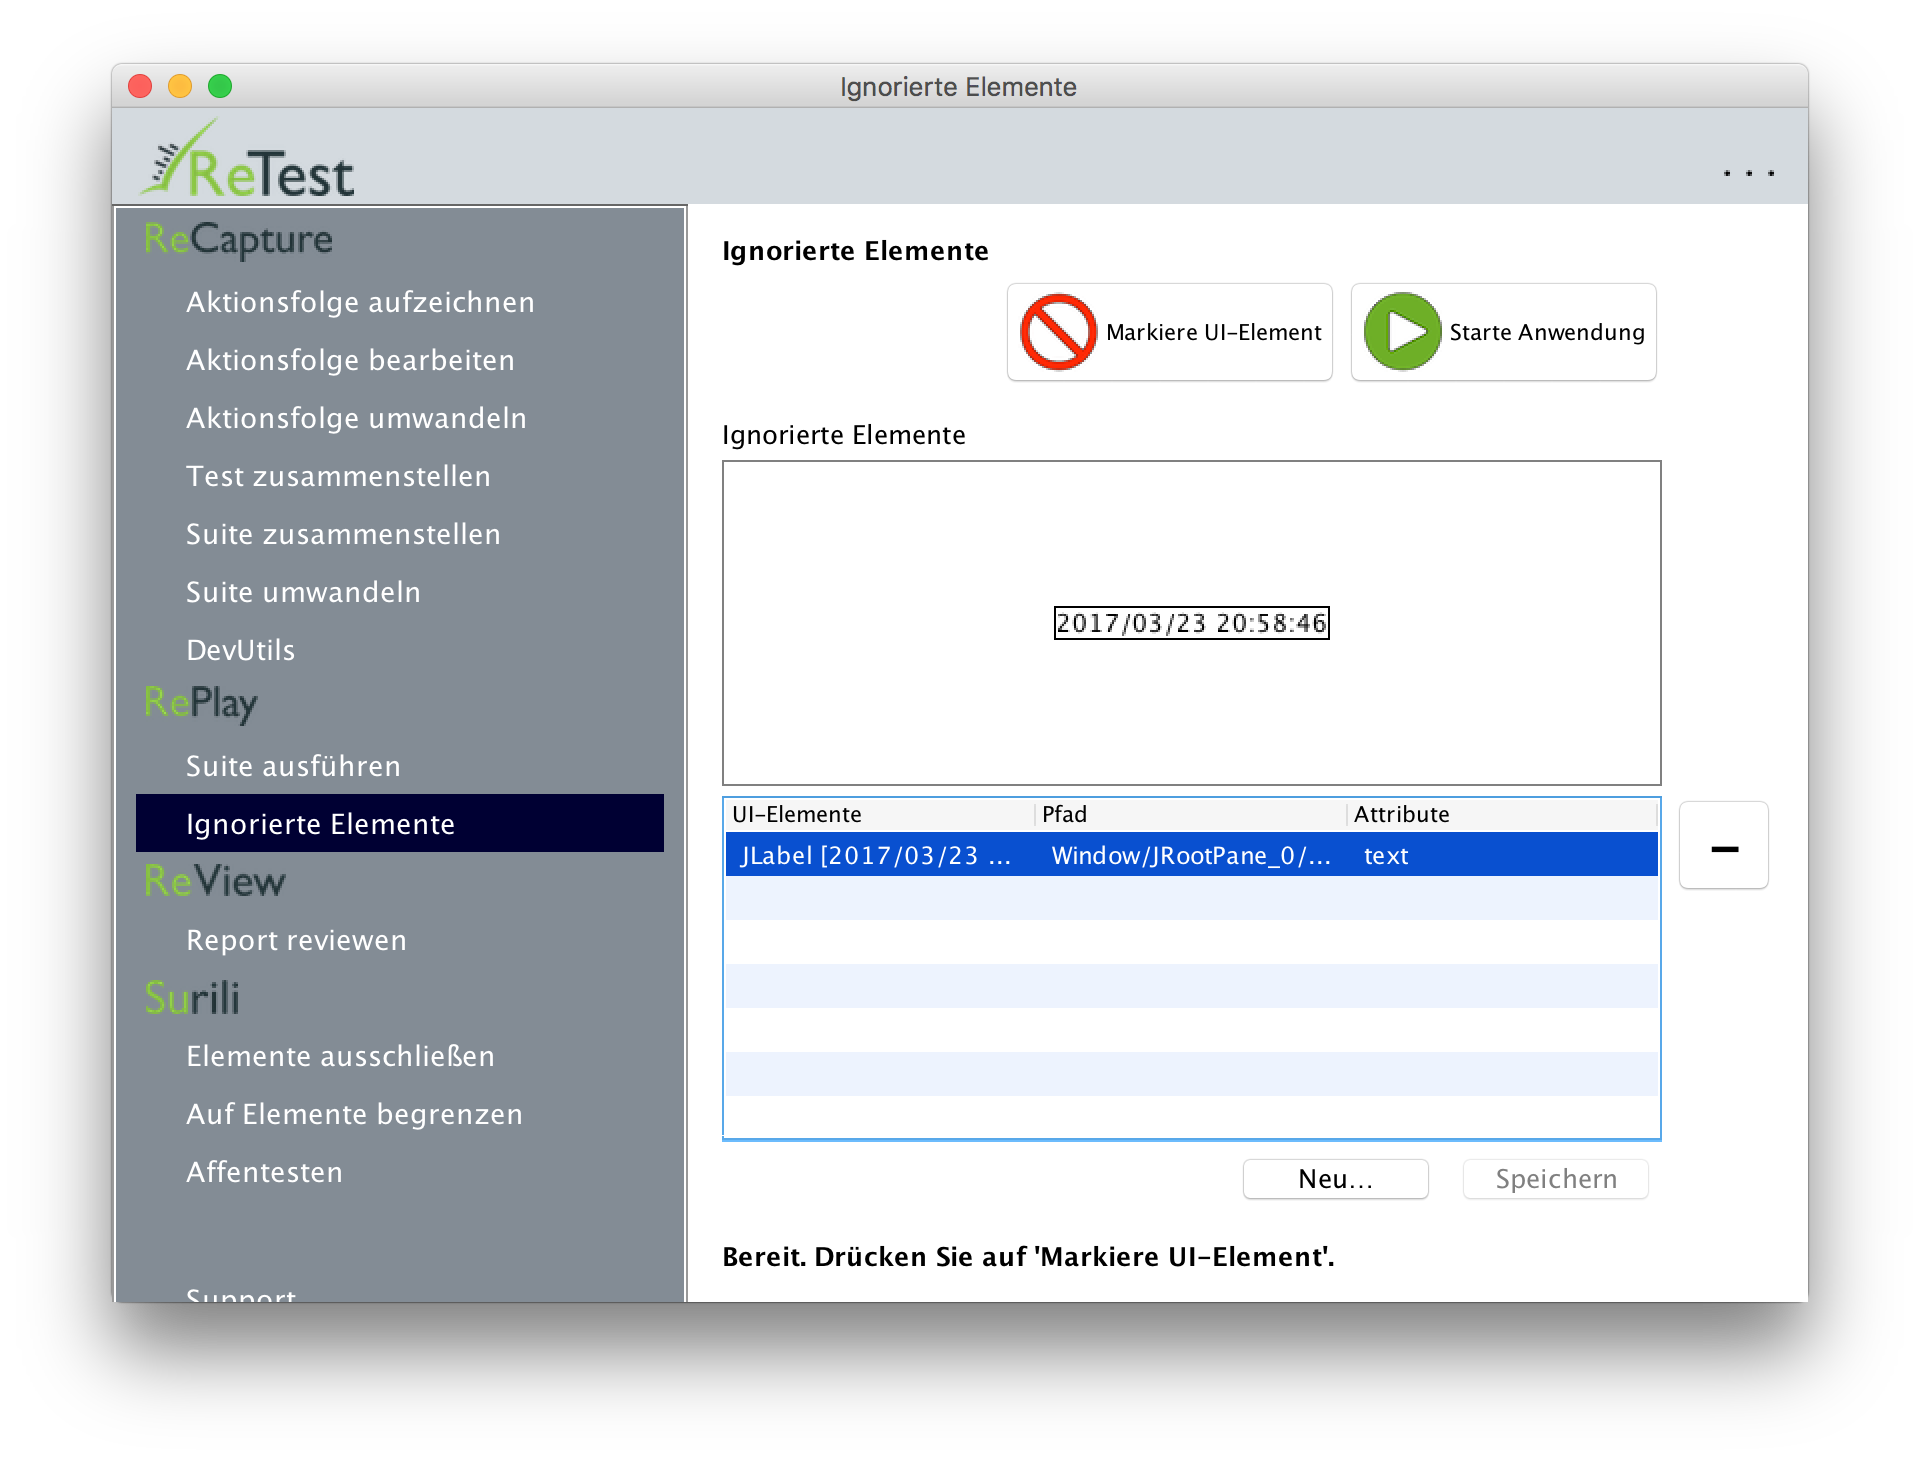 Ignorierte Elemente
ReTest
...
ReCapture
Aktionsfolge aufzeichnen
Aktionsfolge bearbeiten
Aktionsfolge umwandeln
Test zusammenstellen
Suite zusammenstellen
Suite umwandeln
DevUtils
RePlay
Suite ausführen
Ignorierte Elemente
ReView
Report reviewen
Surili
Elemente ausschließen
Auf Elemente begrenzen
Affentesten
Support
Ignorierte Elemente
Markiere UI-Element
Starte Anwendung
Ignorierte Elemente
2017/03/23 20:58:46
UI-Elemente Pfad Attribute
JLabel [2017/03/23 ... Window/JRootPane_0/... text
Neu... Speichern
Bereit. Drücken Sie auf 'Markiere UI-Element'.